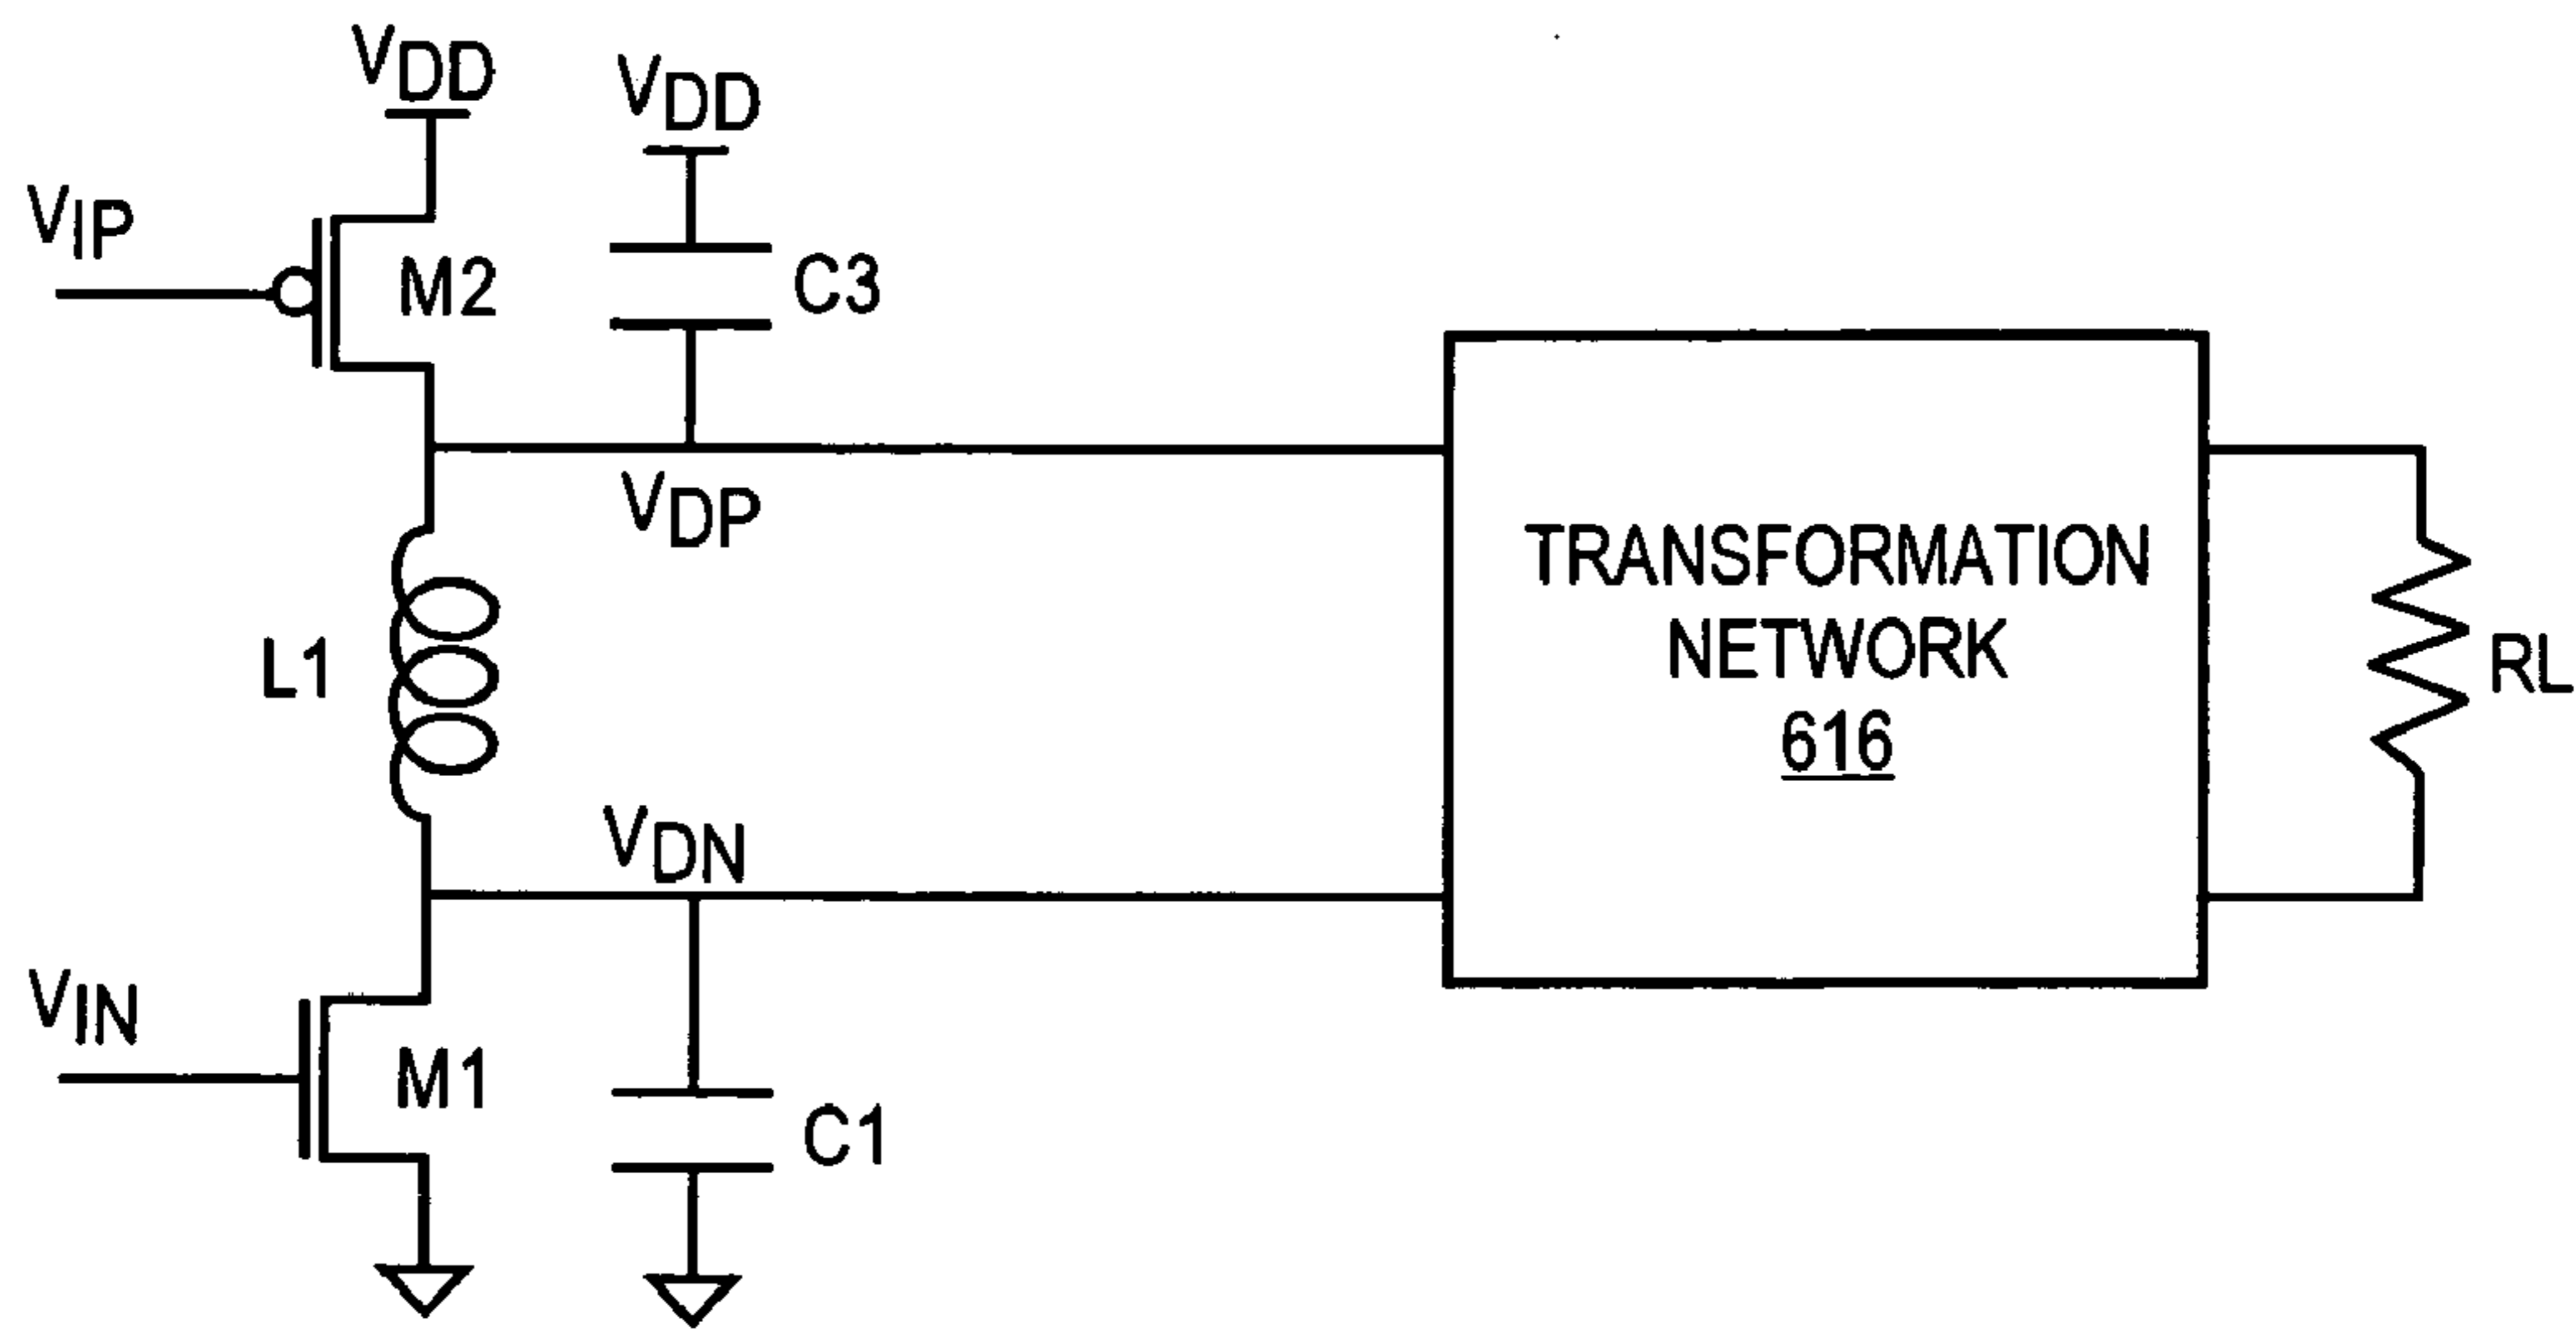 VDD
VDD
VIP
M2
C3
VDP
TRANSFORMATION
NETWORK
616
RL
L1
VDN
VIN
M1
C1